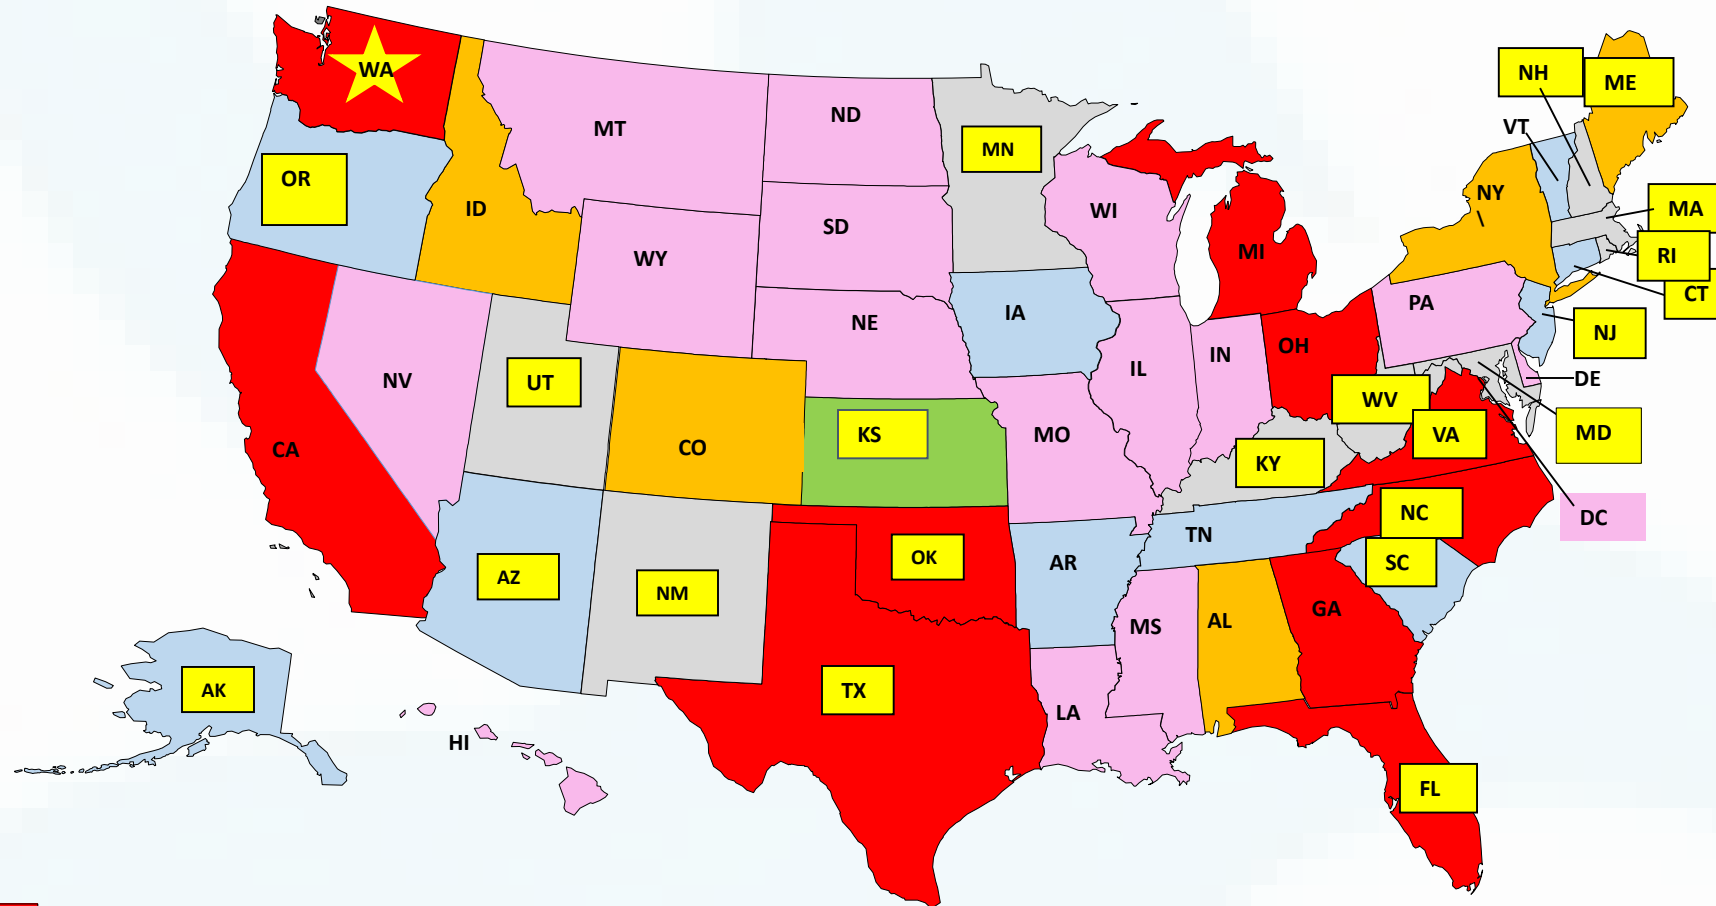 WA
NH
ME
MT
ND
VT
MN
OR
NY
ID
WI
MA
SD
MI
RI
WY
CT
PA
IA
NE
NJ
OH
IN
IL
NV
UT
DE
WV
KS
MO
VA
MD
CO
CA
KY
NC
DC
TN
OK
AR
SC
AZ
NM
GA
AL
MS
AK
TX
LA
HI
FL